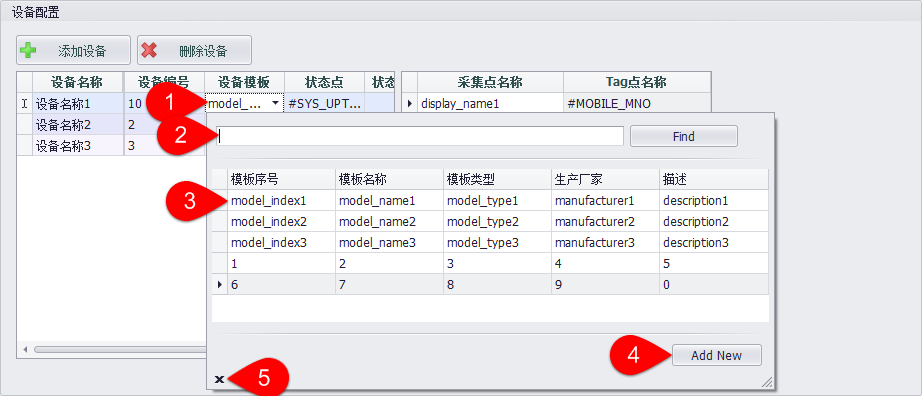 设备配置
添加设备 删除设备
设备名称 设备编号 设备模板 状态点 状态 采集点名称 Tag点名称
设备名称1 10 model_... #SYS_UPT... display_name1 #MOBILE_MNO
1
设备名称2 2
2 Find
设备名称3 3
模板序号 模板名称 模板类型 生产厂家 描述
3 model_index1 model_name1 model_type1 manufacturer1 description1
model_index2 model_name2 model_type2 manufacturer2 description2
model_index3 model_name3 model_type3 manufacturer3 description3
1 2 3 4 5
6 7 8 9 0
4 Add New
x 5